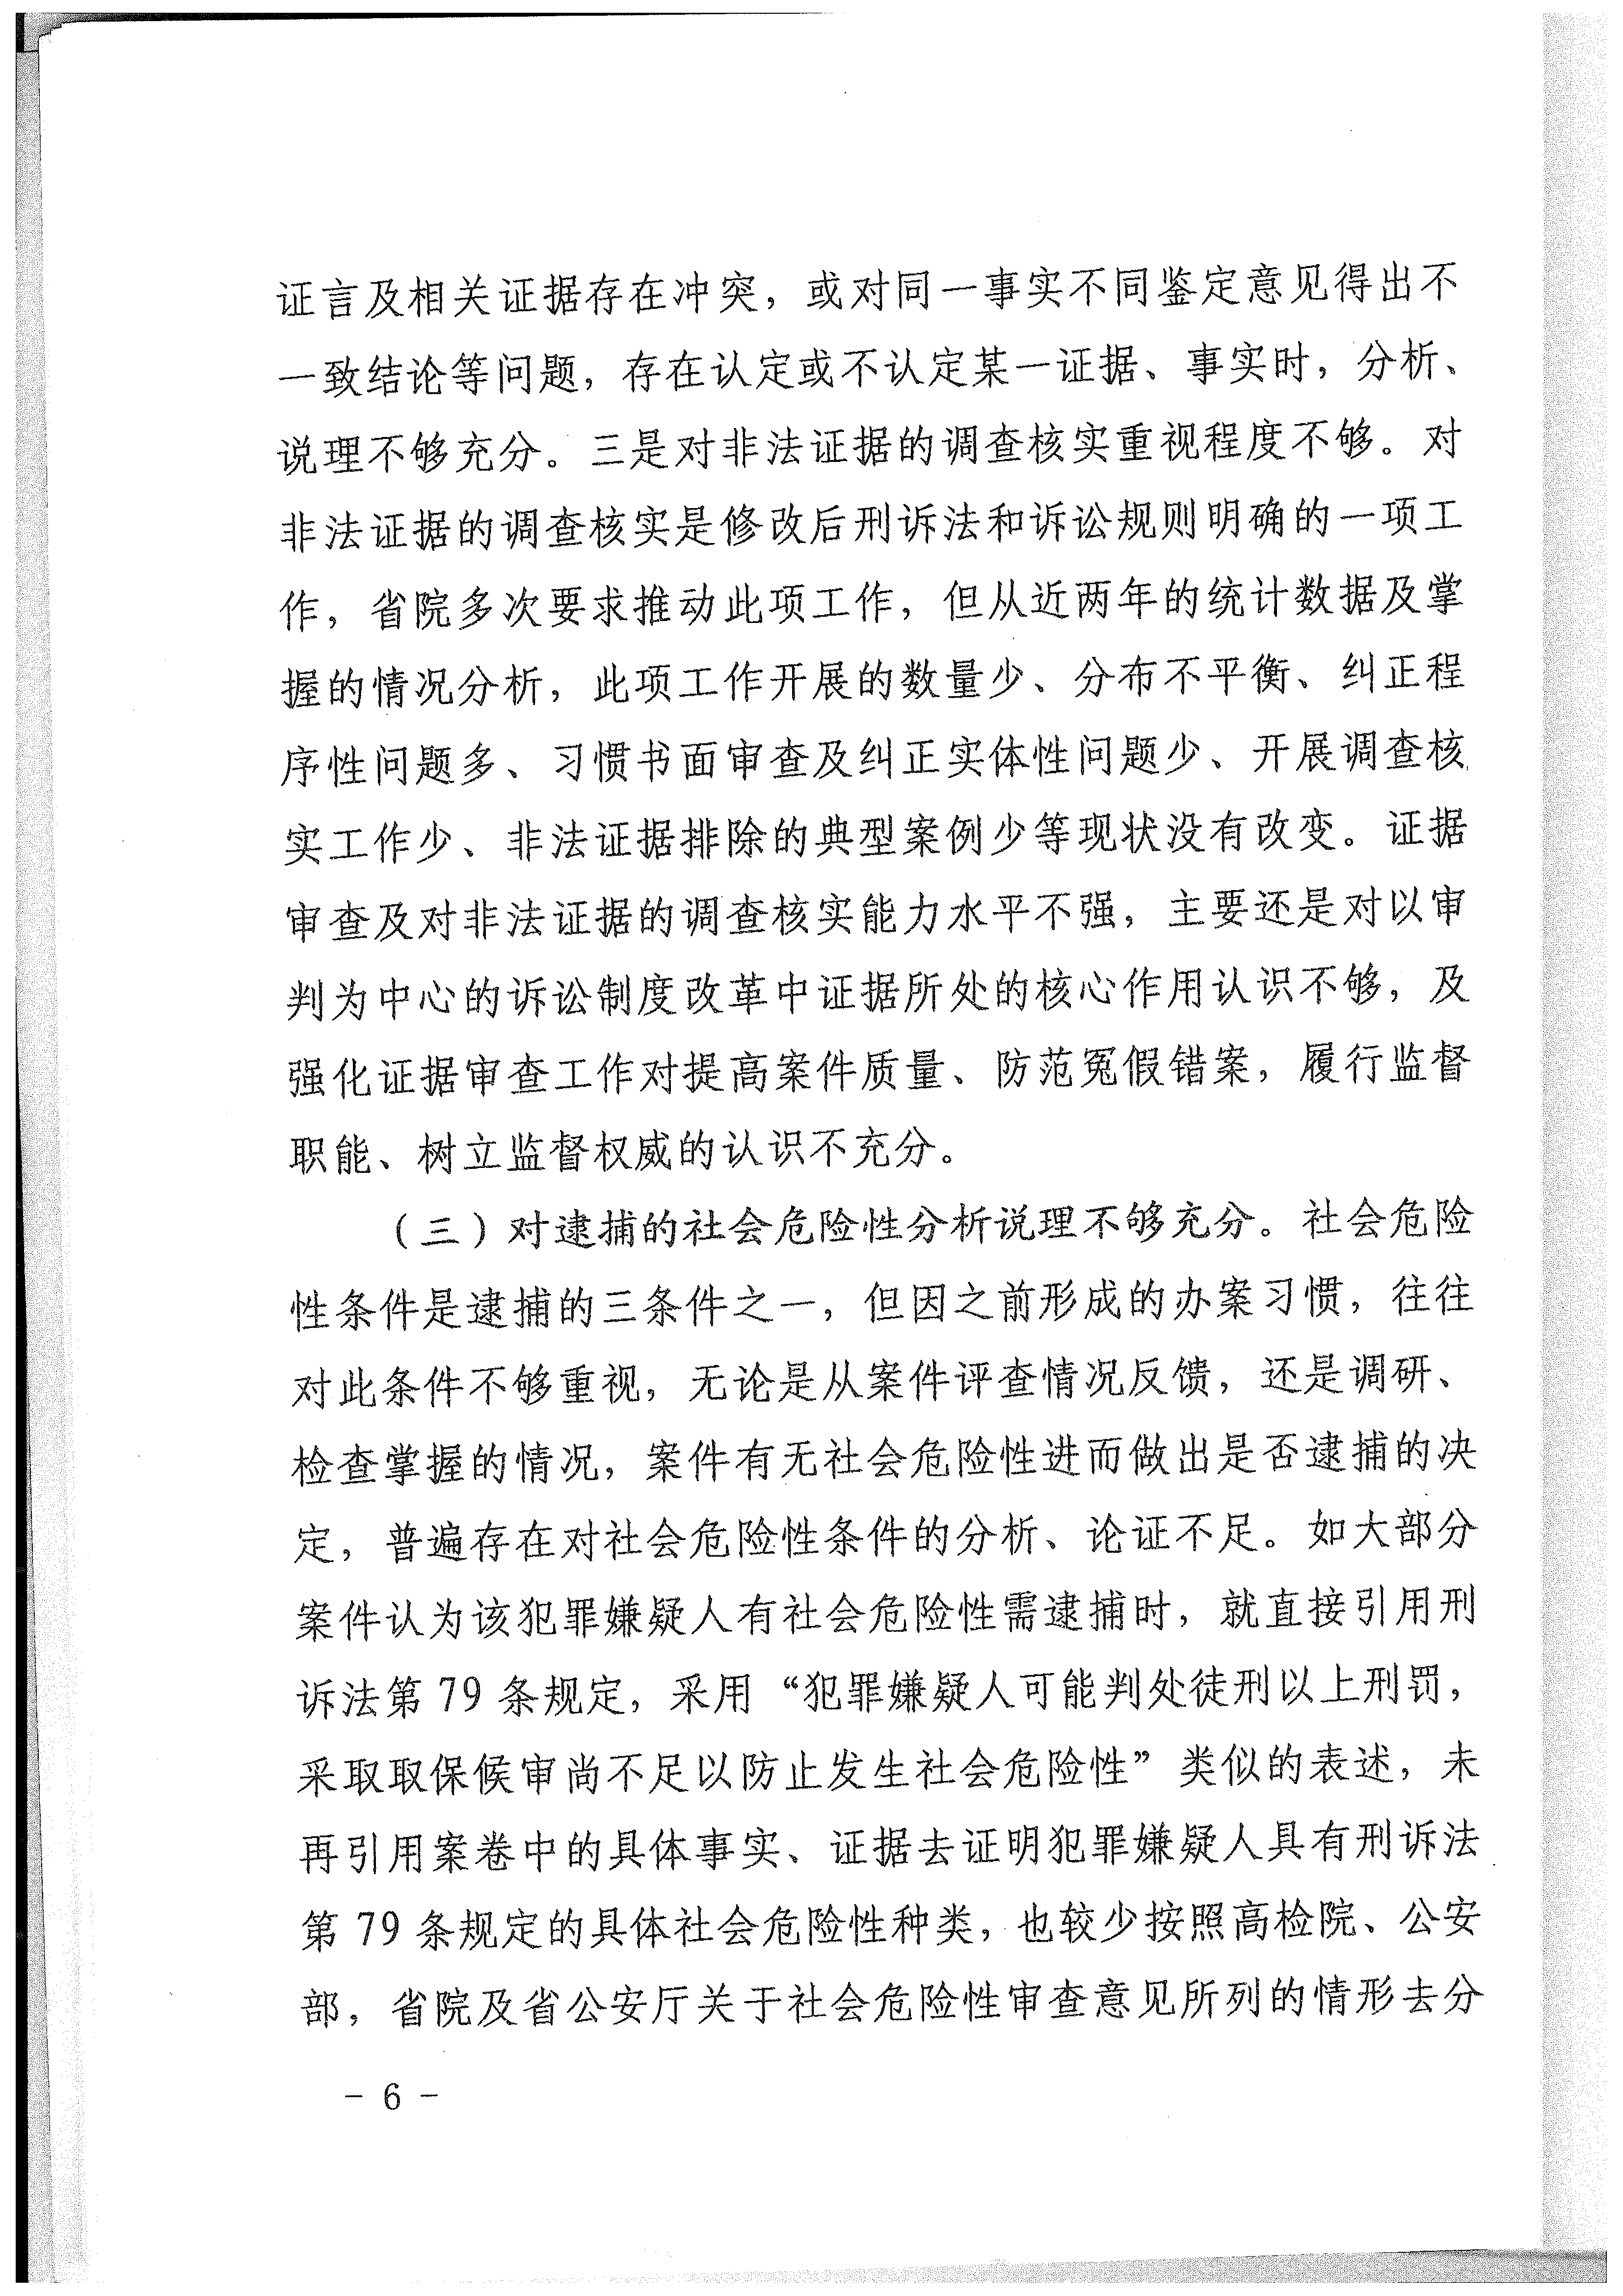 证言及相关证据存在冲突，或对同一事实不同鉴定意见得出不
一致结论等问题，存在认定或不认定某一证据、事实时，分析、
说理不够充分。三是对非法证据的调查核实重视程度不够。对
非法证据的调查核实是修改后刑诉法和诉讼规则明确的一项工
作，省院多次要求推动此项工作，但从近两年的统计数据及掌
握的情况分析，此项工作开展的数量少、分布不平衡、纠正程
序性问题多、习惯书面审查及纠正实体性问题少、开展调查核
实工作少、非法证据排除的典型案例少等现状没有改变。证据
审查及对非法证据的调查核实能力水平不强，主要还是对以审
判为中心的诉讼制度改革中证据所处的核心作用认识不够，及
强化证据审查工作对提高案件质量、防范冤假错案，履行监督
职能、树立监督权威的认识不充分。
（三）对逮捕的社会危险性分析说理不够充分。社会危险
性条件是逮捕的三条件之一，但因之前形成的办案习惯，往往
对此条件不够重视，无论是从案件评查情况反馈，还是调研、
检查掌握的情况，案件有无社会危险性进而做出是否逮捕的决
定，普遍存在对社会危险性条件的分析、论证不足。如大部分
案件认为该犯罪嫌疑人有社会危险性需逮捕时，就直接引用刑
诉法第 79 条规定，采用“犯罪嫌疑人可能判处徒刑以上刑罚，
采取取保候审尚不足以防止发生社会危险性”类似的表述，未
再引用案卷中的具体事实、证据去证明犯罪嫌疑人具有刑诉法
第 79 条规定的具体社会危险性种类，也较少按照高检院、公安
部，省院及省公安厅关于社会危险性审查意见所列的情形去分
- 6 -